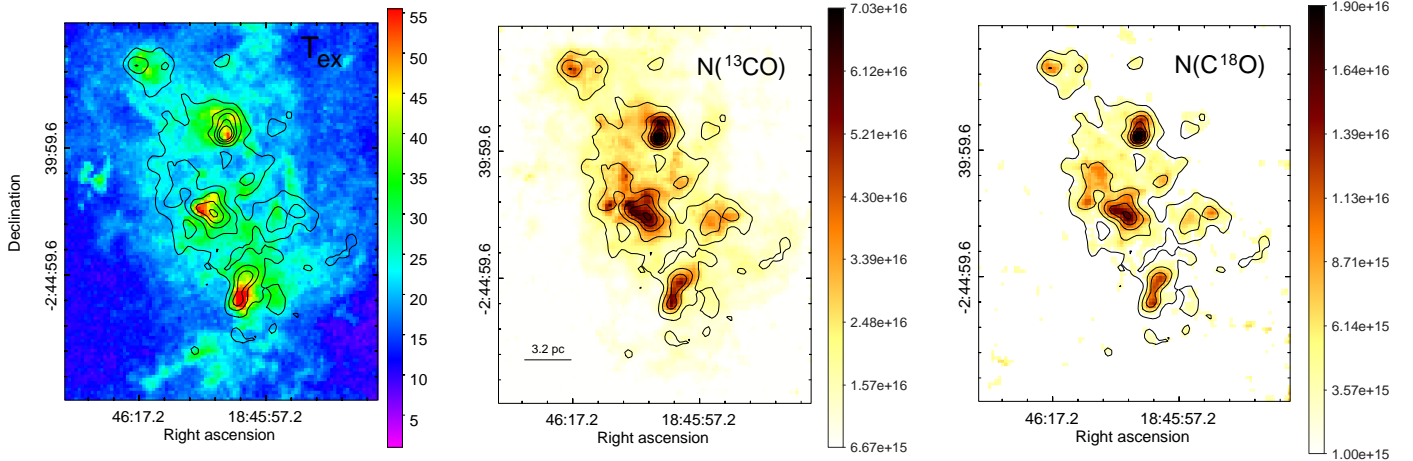 T_ex
55
50
45
40
35
30
25
20
15
10
5
Declination
39:59.6
-2:44:59.6
46:17.2 18:45:57.2
Right ascension
N(¹³CO)
3.2 pc
46:17.2 18:45:57.2
Right ascension
7.03e+16
6.12e+16
5.21e+16
4.30e+16
3.39e+16
2.48e+16
1.57e+16
6.67e+15
N(C¹⁸O)
39:59.6
-2:44:59.6
39:59.6
-2:44:59.6
46:17.2 18:45:57.2
Right ascension
1.90e+16
1.64e+16
1.39e+16
1.13e+16
8.71e+15
6.14e+15
3.57e+15
1.00e+15